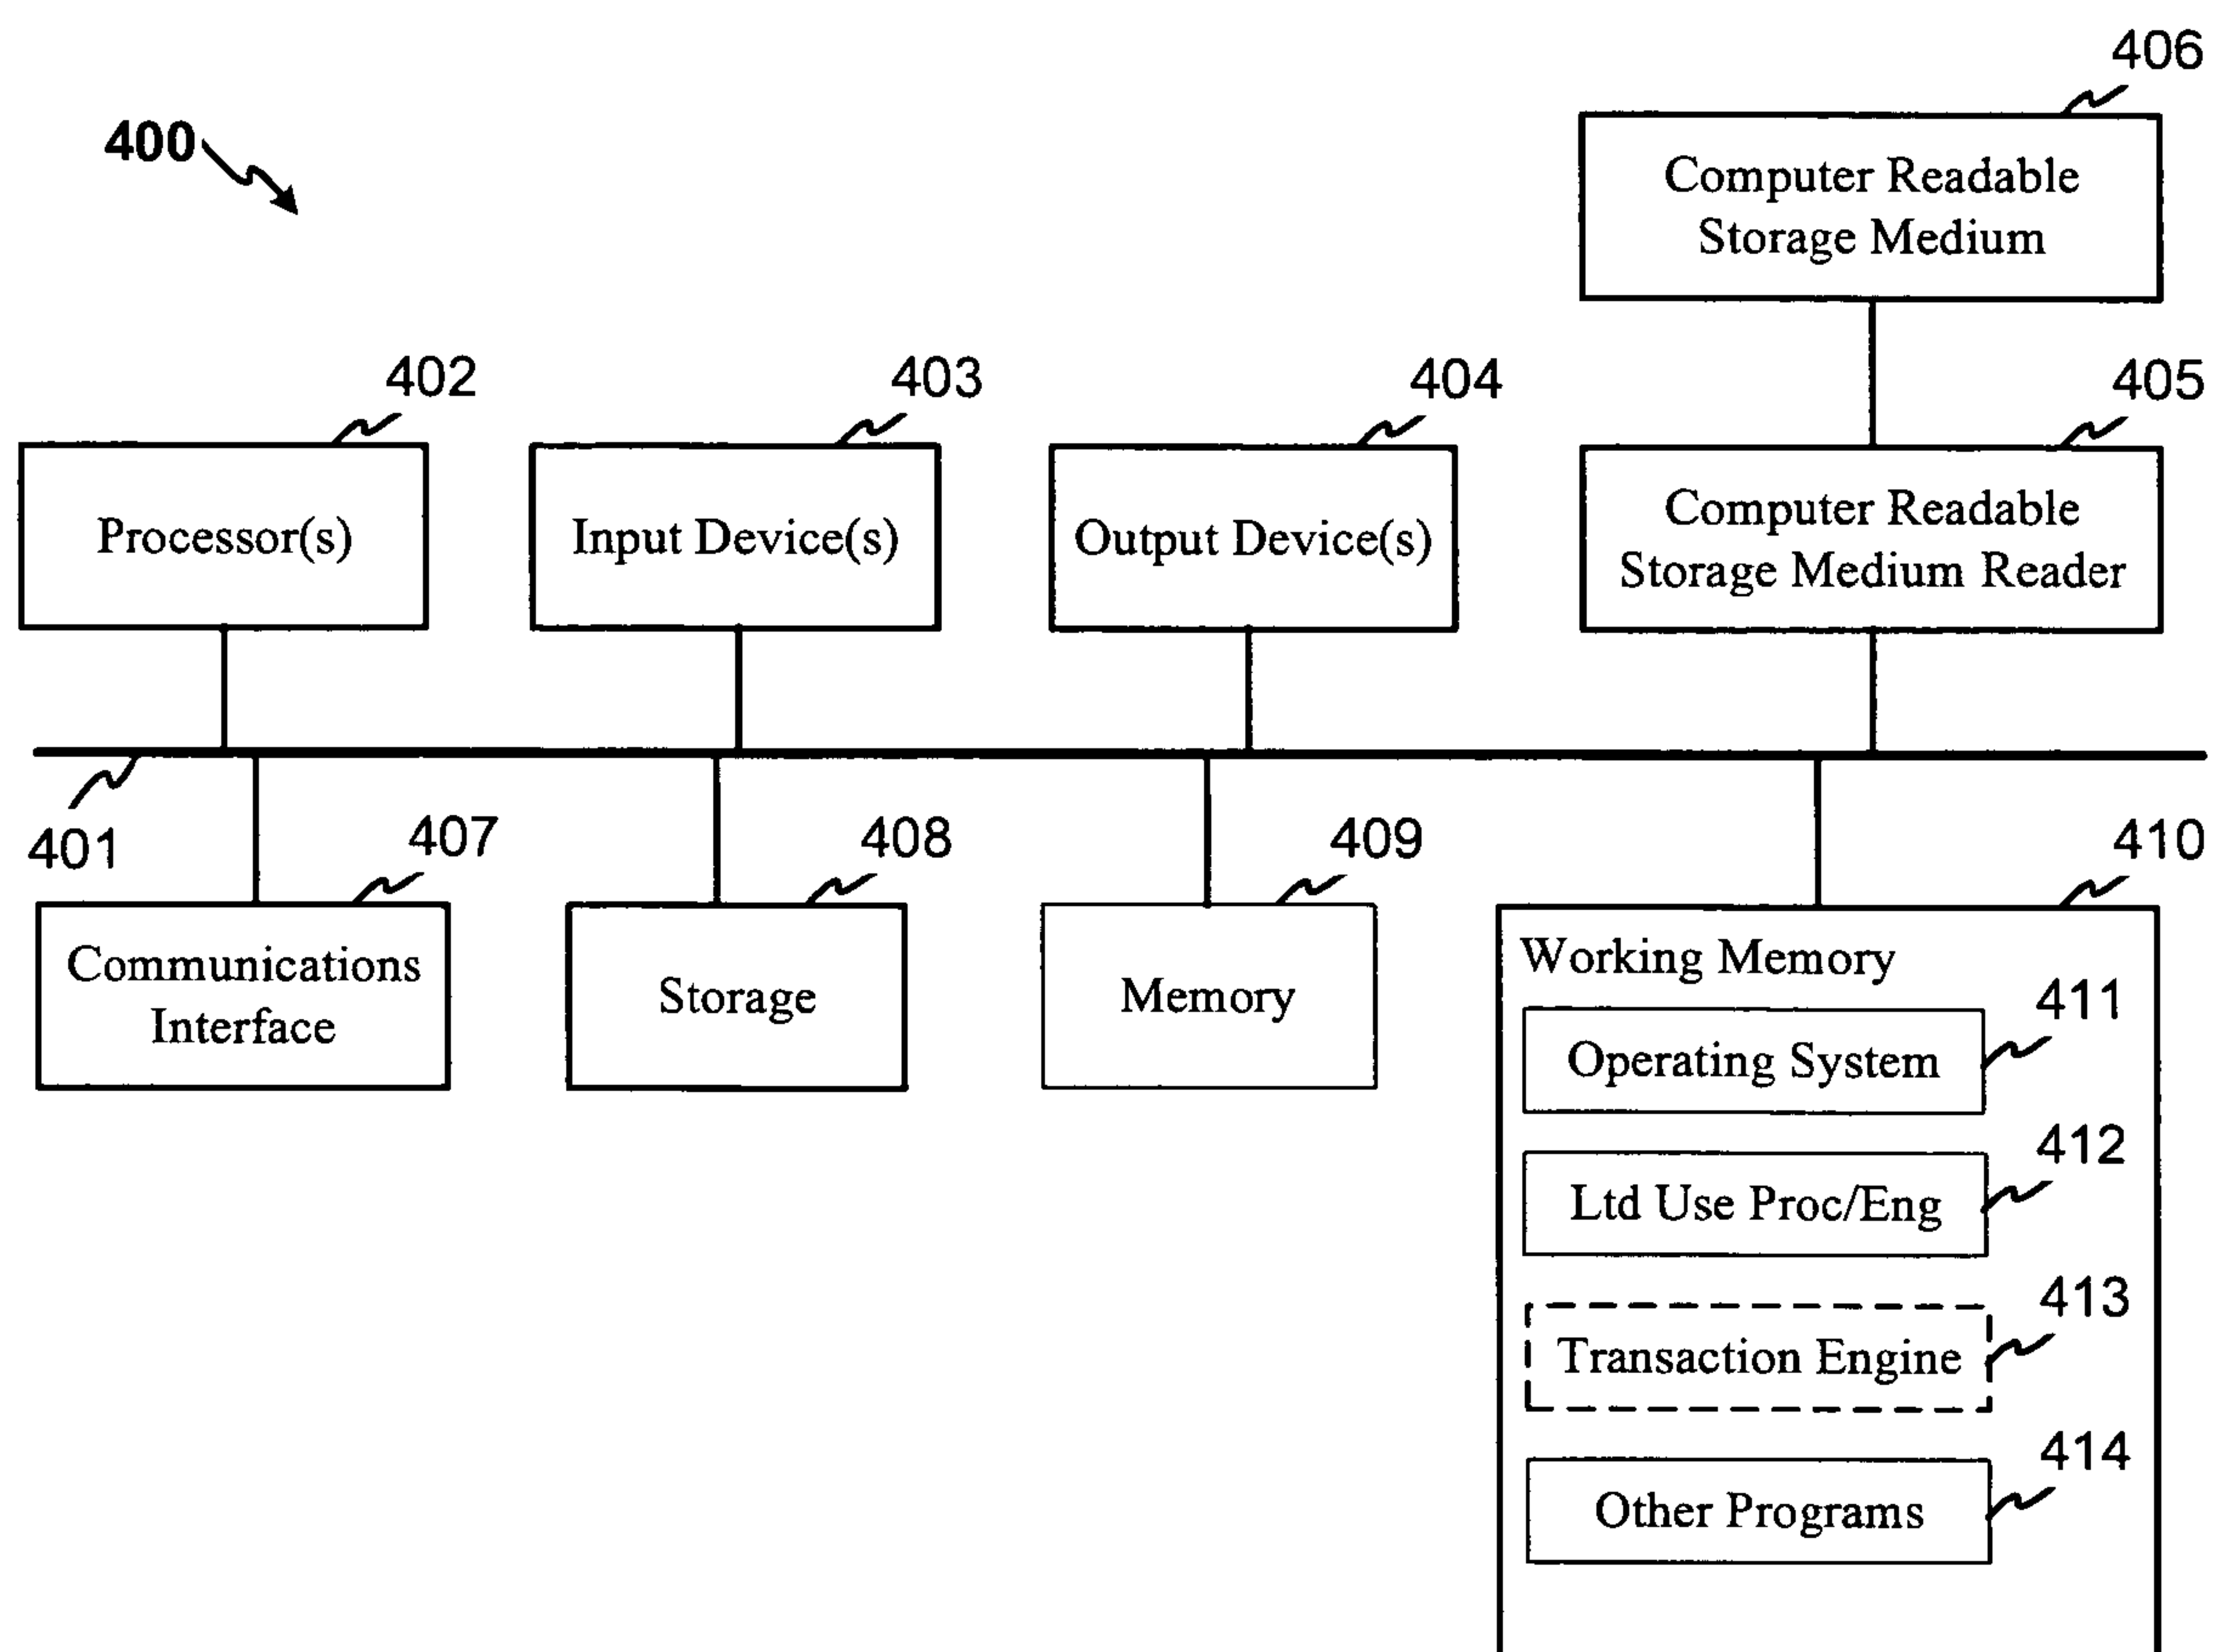 406
400
Computer Readable
Storage Medium
402
403
404
405
Processor(s)
Input Device(s)
Output Device(s)
Computer Readable
Storage Medium Reader
401
407
408
409
410
Communications
Interface
Storage
Memory
Working Memory
411
Operating System
412
Ltd Use Proc/Eng
413
Transaction Engine
414
Other Programs